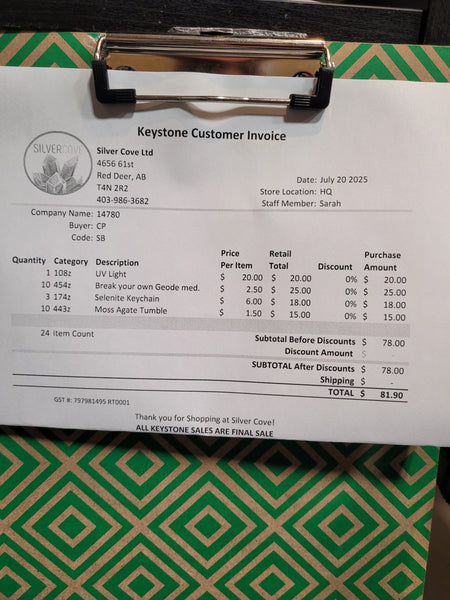 Keystone Customer Invoice
SILVERCOVE
Silver Cove Ltd
4656 61st
Red Deer, AB
T4N 2R2
403-986-3682
Date: July 20 2025
Store Location: HQ
Staff Member: Sarah
Company Name: 14780
Buyer: CP
Code: SB
Quantity Category Description Price Per Item Retail Total Discount Purchase Amount
1 108z UV Light $ 20.00 $ 20.00 0% $ 20.00
10 454z Break your own Geode med. $ 2.50 $ 25.00 0% $ 25.00
3 174z Selenite Keychain $ 6.00 $ 18.00 0% $ 18.00
10 443z Moss Agate Tumble $ 1.50 $ 15.00 0% $ 15.00
24 Item Count
Subtotal Before Discounts $ 78.00
Discount Amount $ -
SUBTOTAL After Discounts $ 78.00
Shipping $ -
TOTAL $ 81.90
GST #: 797981495 RT0001
Thank you for Shopping at Silver Cove!
ALL KEYSTONE SALES ARE FINAL SALE